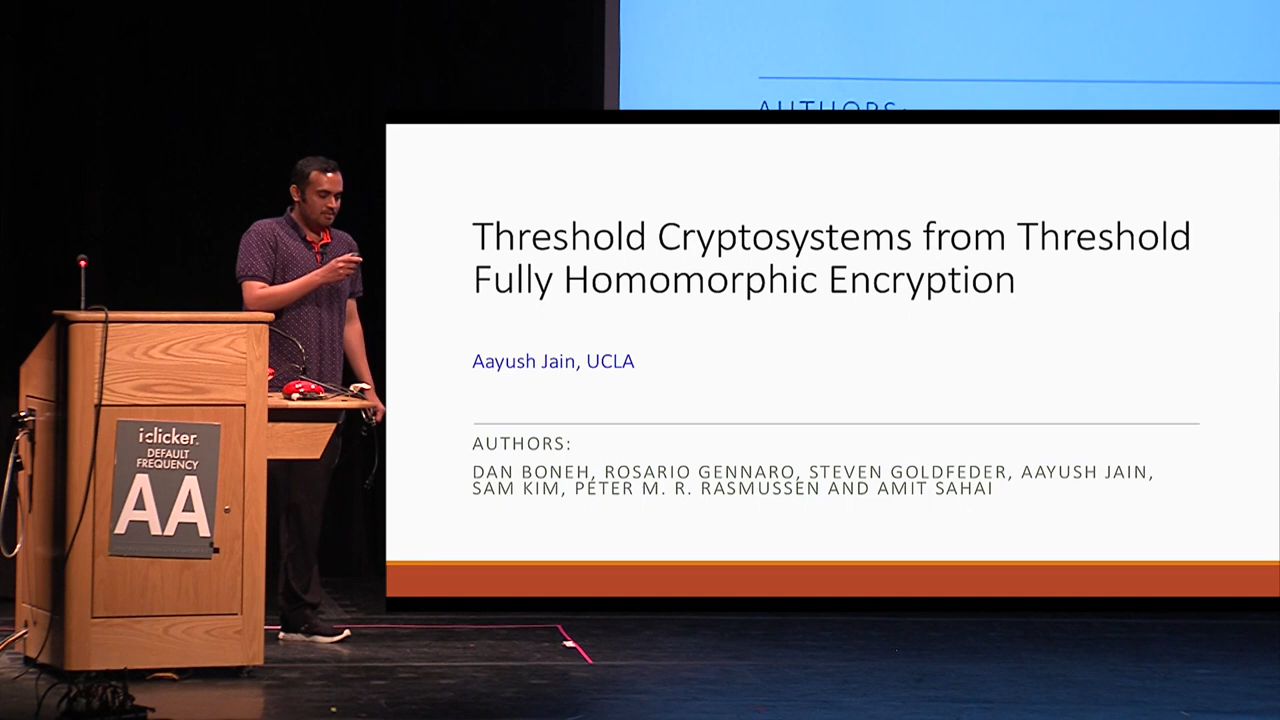 AUTHORS:
Threshold Cryptosystems from Threshold
Fully Homomorphic Encryption
Aayush Jain, UCLA
AUTHORS:
DAN BONEH, ROSARIO GENNARO, STEVEN GOLDFEDER, AAYUSH JAIN,
SAM KIM, PETER M. R. RASMUSSEN AND AMIT SAHAI
iclicker.
DEFAULT
FREQUENCY
AA